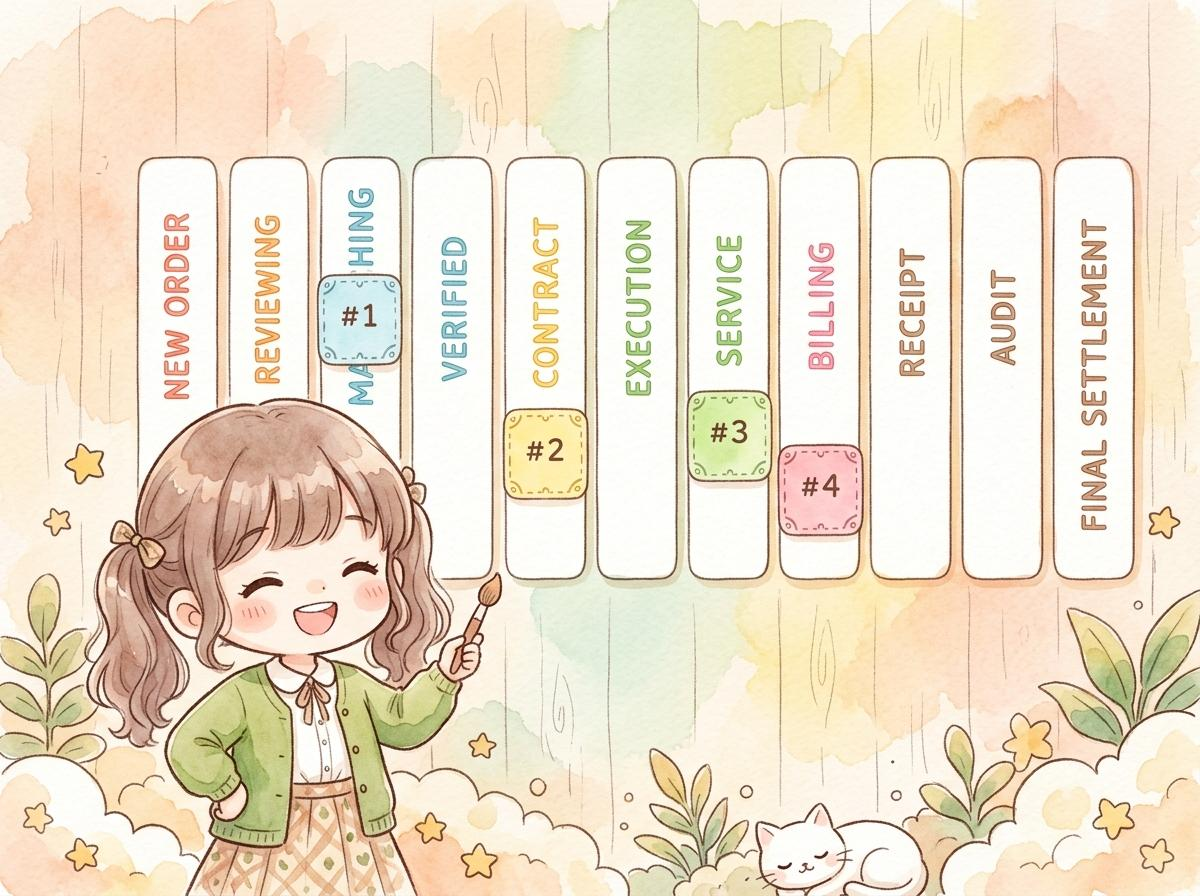 NEW ORDER
REVIEWING
#1
VERIFIED
CONTRACT
#2
EXECUTION
SERVICE
#3
BILLING
#4
RECEIPT
AUDIT
FINAL SETTLEMENT